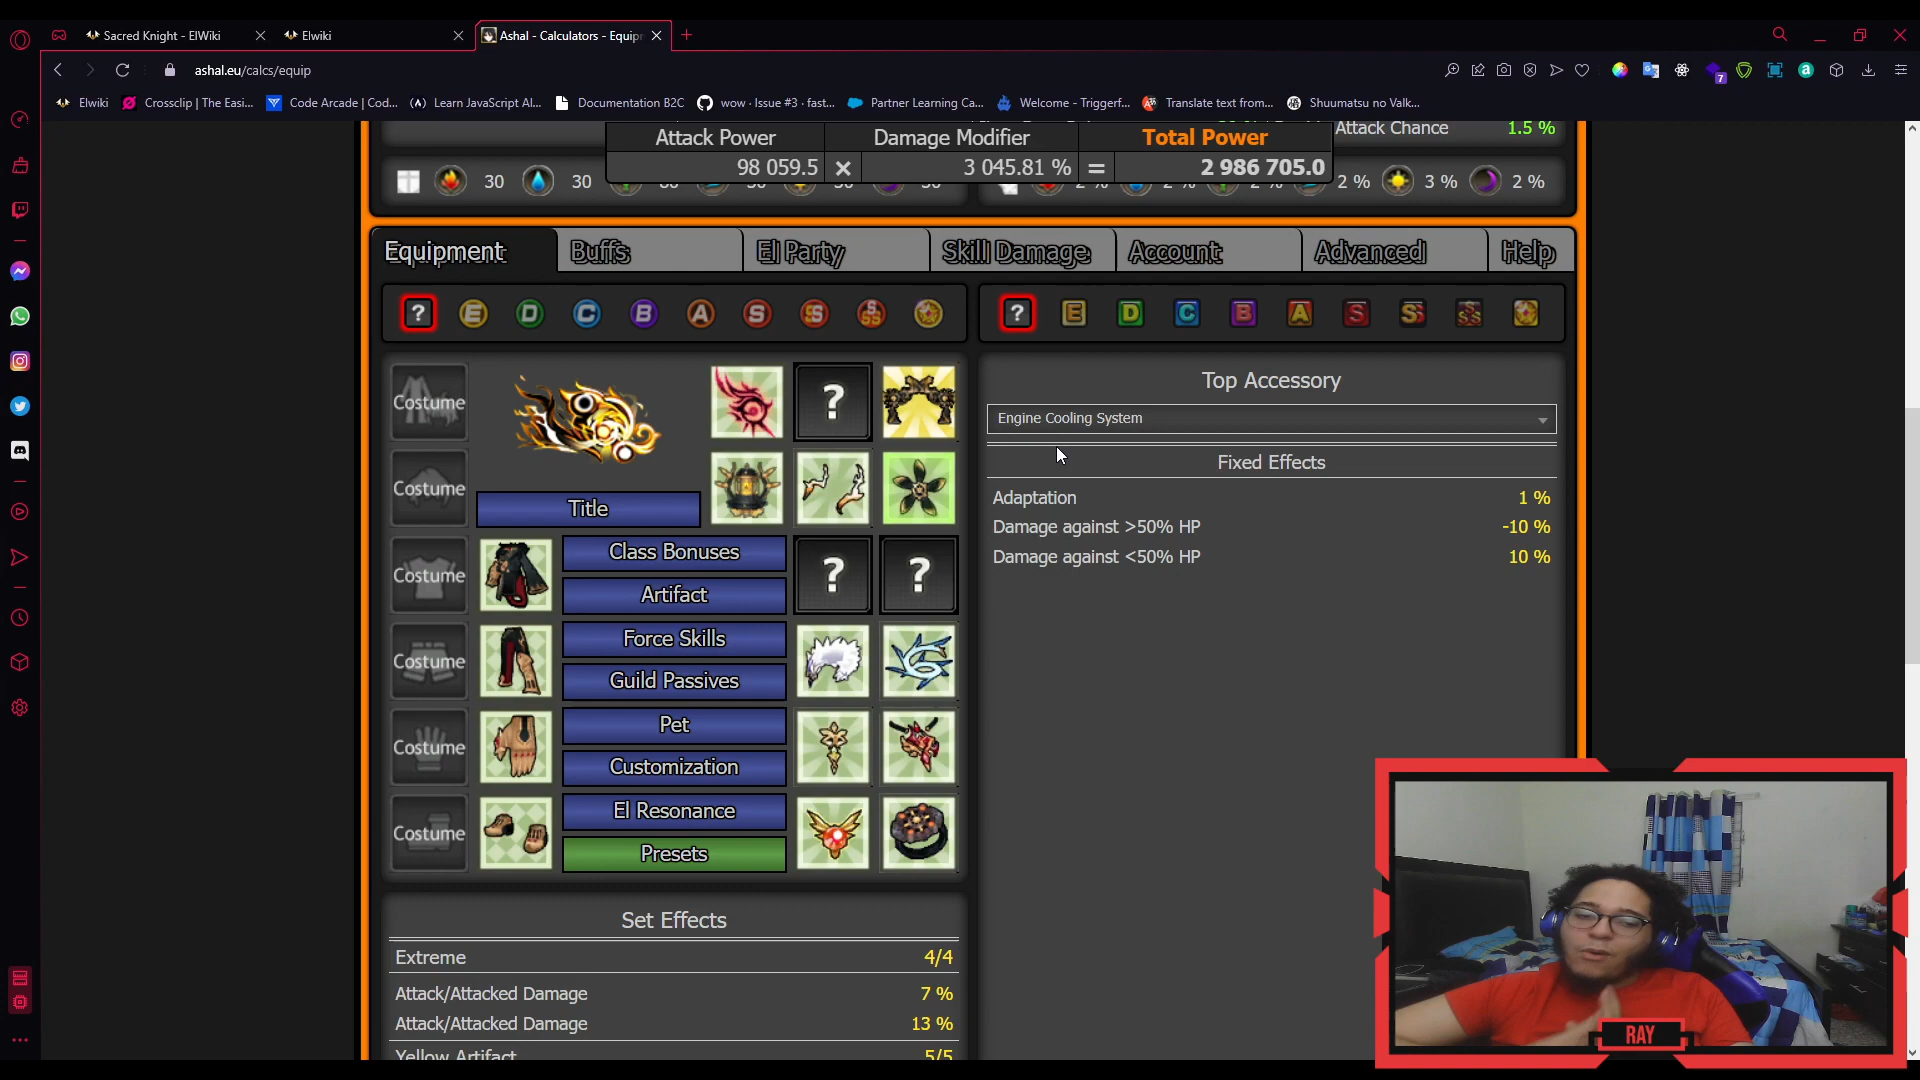 Sacred Knight - ElWiki
Elwiki
Ashal - Calculators - Equip
ashal.eu/calcs/equip
7
Elwiki
Crossclip | The Easi...
Code Arcade | Cod...
Learn JavaScript Al...
Documentation B2C
wow · Issue #3 · fast...
Partner Learning Ca...
Welcome - Triggerf...
Translate text from...
Shuumatsu no Valk...
Attack Power
Damage Modifier
Total Power
Attack Chance
1.5 %
98 059.5
×
3 045.81 %
=
2 986 705.0
30
30
2 %
3 %
2 %
Equipment
Buffs
El Party
Skill Damage
Account
Advanced
Help
? E D C B A S SS SSS
? E D C B A S SS SSS
Costume
?
Top Accessory
Engine Cooling System
Fixed Effects
Costume
Title
Adaptation
1 %
Damage against >50% HP
-10 %
Damage against <50% HP
10 %
Costume
Class Bonuses
Artifact
?
?
Costume
Force Skills
Guild Passives
Costume
Pet
Customization
Costume
El Resonance
Presets
Set Effects
Extreme
4/4
Attack/Attacked Damage
7 %
Attack/Attacked Damage
13 %
Yellow Artifact
5/5
RAY